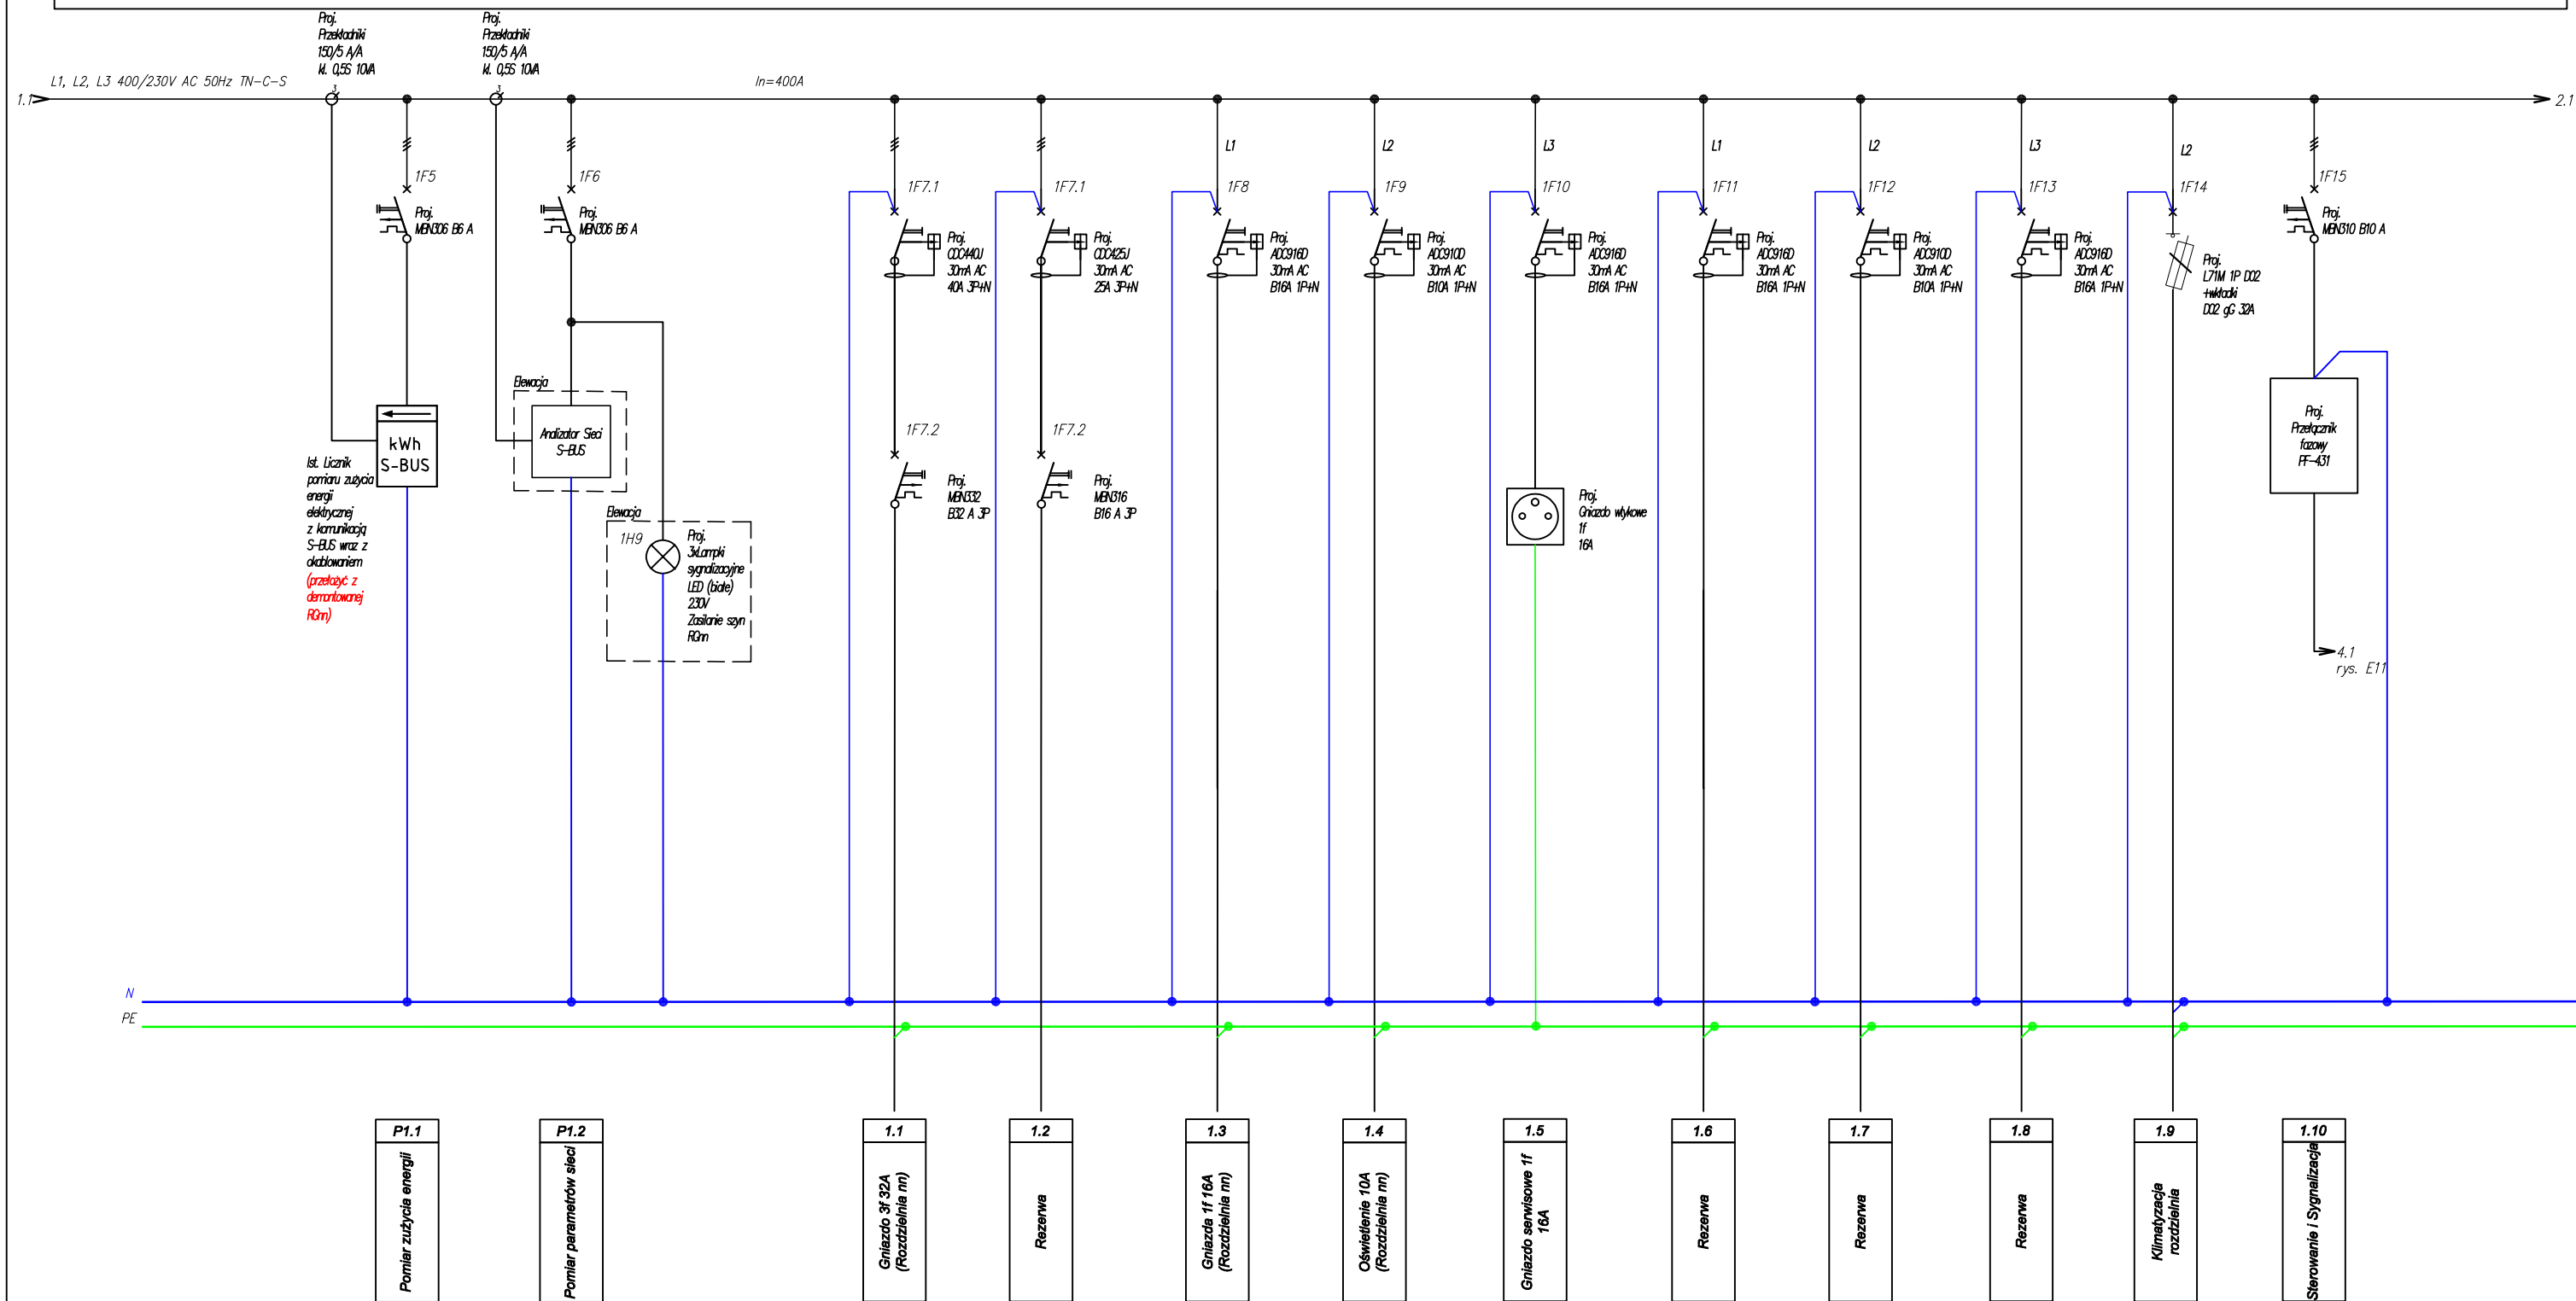 Proj.
Przekładniki
150/5 A/A
kl. 0,5S 10VA
Proj.
Przekładniki
150/5 A/A
kl. 0,5S 10VA
L1, L2, L3 400/230V AC 50Hz TN-C-S
In=400A
1.1
2.1
3
3
L1
L2
L3
L1
L2
L3
L2
1F5
Proj.
MBN306 B6 A
1F6
Proj.
MBN306 B6 A
1F7.1
Proj.
CDC440J
30mA AC
40A 3P+N
1F7.1
Proj.
CDC425J
30mA AC
25A 3P+N
1F8
Proj.
ADC916D
30mA AC
B16A 1P+N
1F9
Proj.
ADC910D
30mA AC
B10A 1P+N
1F10
Proj.
ADC916D
30mA AC
B16A 1P+N
1F11
Proj.
ADC916D
30mA AC
B16A 1P+N
1F12
Proj.
ADC910D
30mA AC
B10A 1P+N
1F13
Proj.
ADC916D
30mA AC
B16A 1P+N
1F14
Proj.
L71M 1P D02
+wkładki
D02 gG 32A
1F15
Proj.
MBN310 B10 A
kWh
S-BUS
Ist. Licznik
pomiaru zużycia
energii
elektrycznej
z komunikacją
S-BUS wraz z
okablowaniem
(przełożyć z
demontowanej
RGnn)
Elewacja
Analizator Sieci
S-BUS
Elewacja
1H9
Proj.
3xLampki
sygnalizacyjne
LED (białe)
230V
Zasilanie szyn
RGnn
1F7.2
Proj.
MBN332
B32 A 3P
1F7.2
Proj.
MBN316
B16 A 3P
Proj.
Gniazdo wtykowe
1f
16A
Proj.
Przełącznik
fazowy
PF-431
4.1
rys. E11
N
PE
P1.1
Pomiar zużycia energii
P1.2
Pomiar parametrów sieci
1.1
Gniazdo 3f 32A
(Rozdzielnia nn)
1.2
Rezerwa
1.3
Gniazda 1f 16A
(Rozdzielnia nn)
1.4
Oświetlenie 10A
(Rozdzielnia nn)
1.5
Gniazdo serwisowe 1f
16A
1.6
Rezerwa
1.7
Rezerwa
1.8
Rezerwa
1.9
Klimatyzacja
rozdzielnia
1.10
Sterowanie i Sygnalizacja